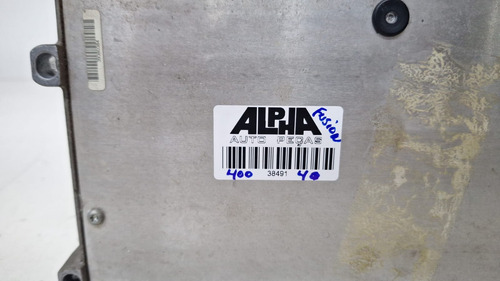 ALPHA
FUSION
AUTO PEÇAS
400 38491 40